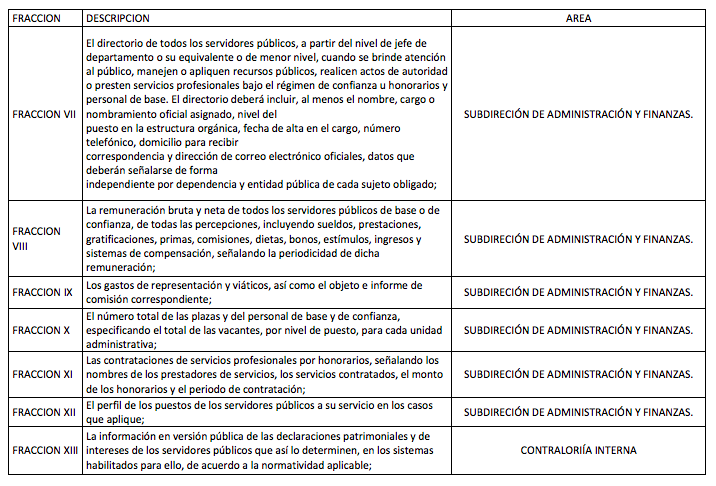 FRACCION DESCRIPCION AREA
El directorio de todos los servidores públicos, a partir del nivel de jefe de
departamento o su equivalente o de menor nivel, cuando se brinde atención
al público, manejen o apliquen recursos públicos, realicen actos de autoridad
o presten servicios profesionales bajo el régimen de confianza u honorarios y
personal de base. El directorio deberá incluir, al menos el nombre, cargo o
FRACCION VII nombramiento oficial asignado, nivel del SUBDIRECIÓN DE ADMINISTRACIÓN Y FINANZAS.
puesto en la estructura orgánica, fecha de alta en el cargo, número
telefónico, domicilio para recibir
correspondencia y dirección de correo electrónico oficiales, datos que
deberán señalarse de forma
independiente por dependencia y entidad pública de cada sujeto obligado;
La remuneración bruta y neta de todos los servidores públicos de base o de
confianza, de todas las percepciones, incluyendo sueldos, prestaciones,
FRACCION
VIII
gratificaciones, primas, comisiones, dietas, bonos, estímulos, ingresos y SUBDIRECIÓN DE ADMINISTRACIÓN Y FINANZAS.
sistemas de compensación, señalando la periodicidad de dicha
remuneración;
FRACCION IX Los gastos de representación y viáticos, así como el objeto e informe de SUBDIRECIÓN DE ADMINISTRACIÓN Y FINANZAS.
comisión correspondiente;
El número total de las plazas y del personal de base y de confianza,
FRACCION X especificando el total de las vacantes, por nivel de puesto, para cada unidad SUBDIRECIÓN DE ADMINISTRACIÓN Y FINANZAS.
administrativa;
Las contrataciones de servicios profesionales por honorarios, señalando los
FRACCION XI nombres de los prestadores de servicios, los servicios contratados, el monto SUBDIRECIÓN DE ADMINISTRACIÓN Y FINANZAS.
de los honorarios y el periodo de contratación;
FRACCION XII El perfil de los puestos de los servidores públicos a su servicio en los casos SUBDIRECIÓN DE ADMINISTRACIÓN Y FINANZAS.
que aplique;
La información en versión pública de las declaraciones patrimoniales y de
FRACCION XIII intereses de los servidores públicos que así lo determinen, en los sistemas CONTRALORIÍA INTERNA
habilitados para ello, de acuerdo a la normatividad aplicable;